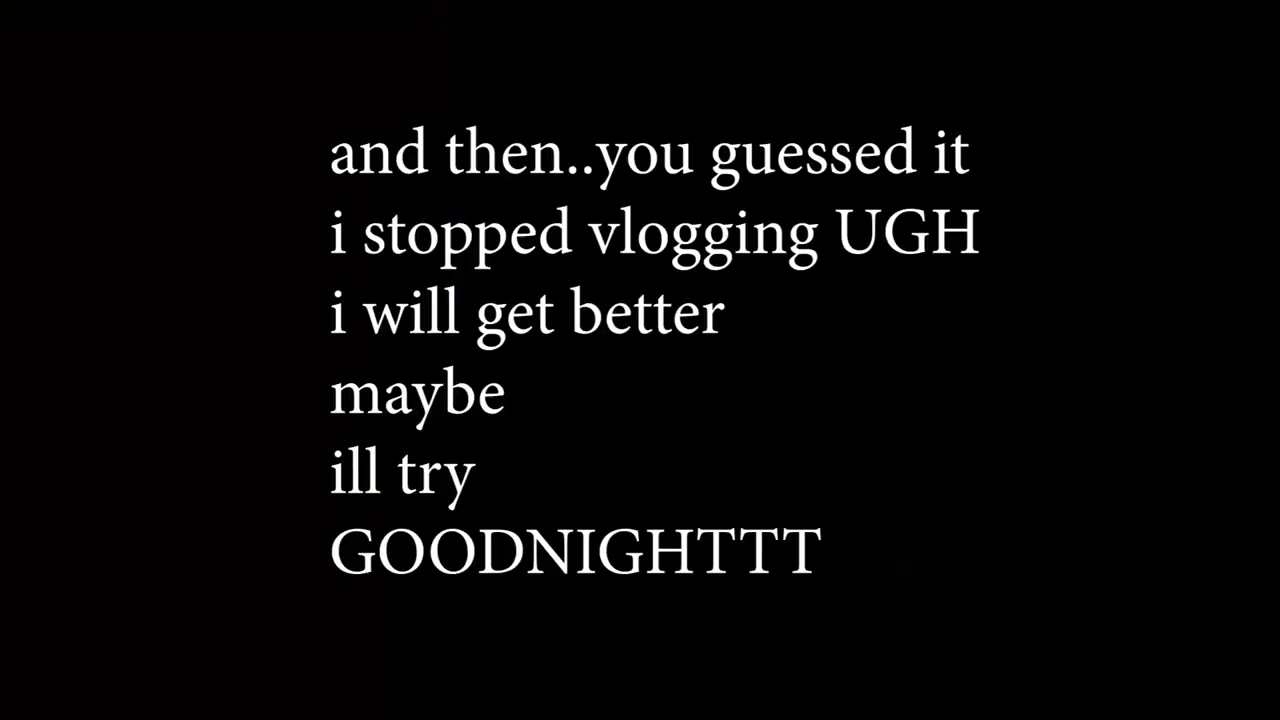 and then..you guessed it
i stopped vlogging UGH
i will get better
maybe
ill try
GOODNIGHTTT